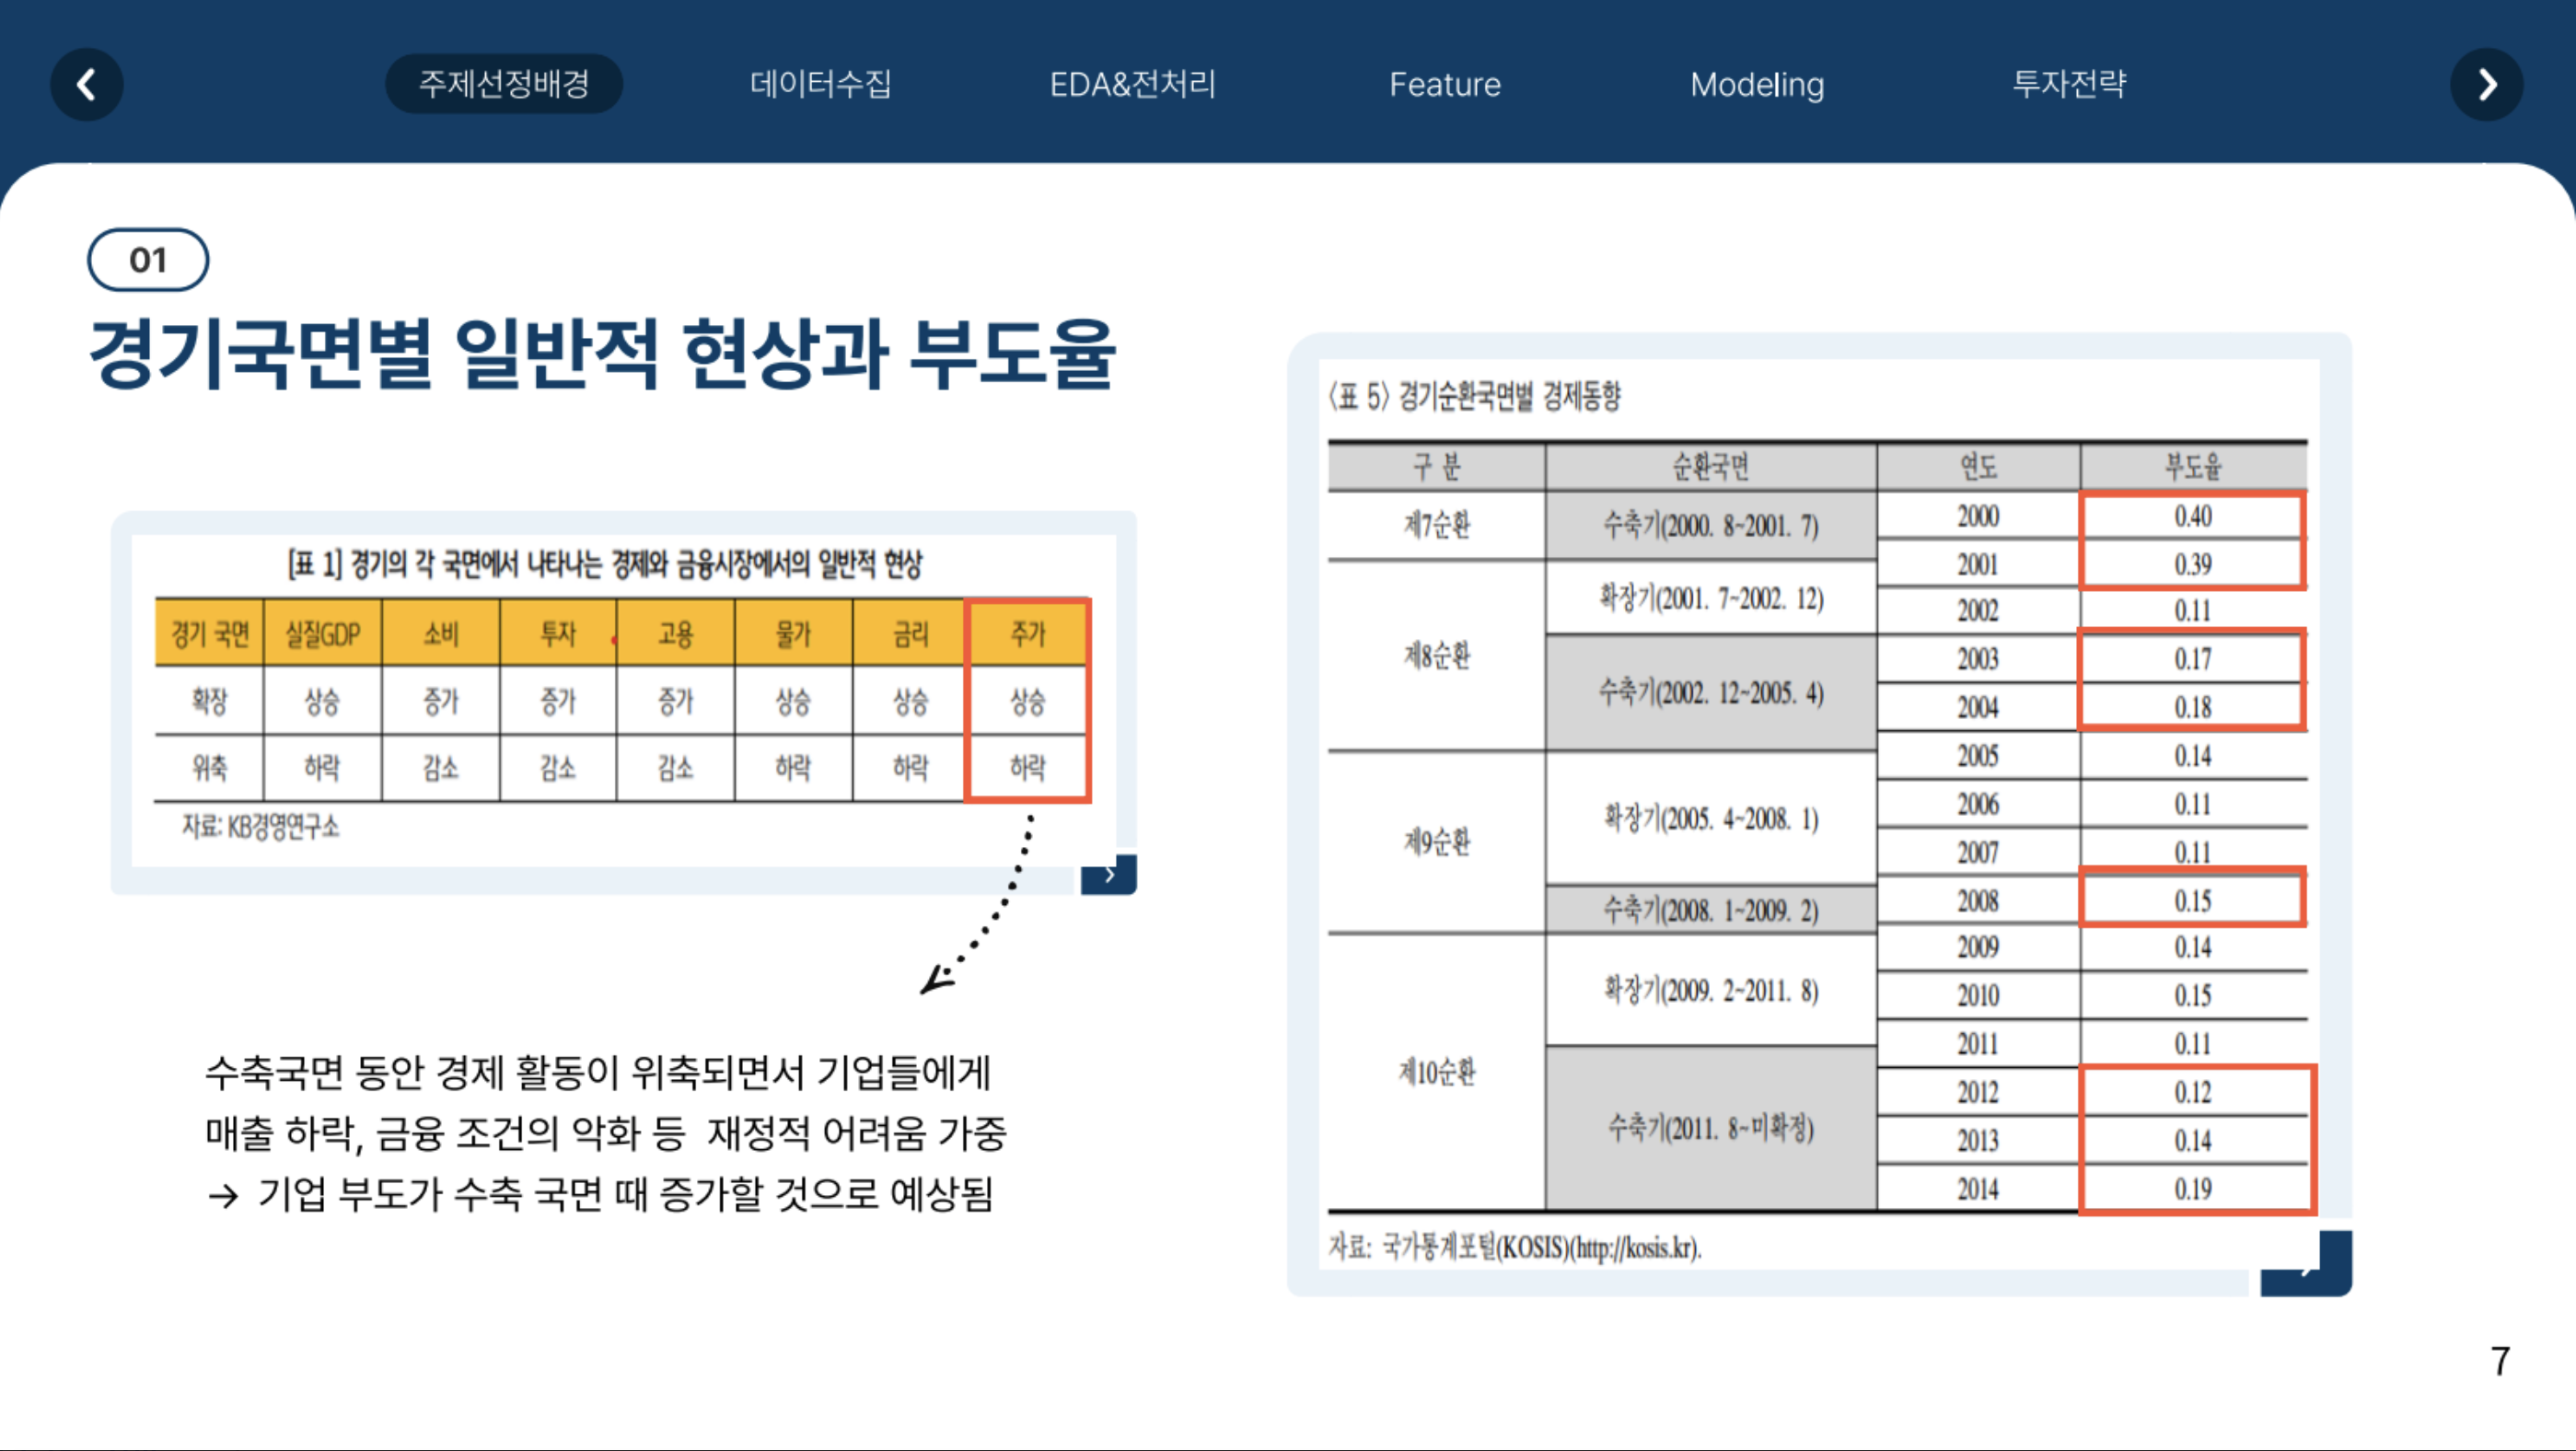 주제선정배경 데이터수집 EDA&전처리 Feature Modeling 투자전략
01
경기국면별 일반적 현상과 부도율
[표 1] 경기의 각 국면에서 나타나는 경제와 금융시장에서의 일반적 현상
경기 국면 실질GDP 소비 투자 고용 물가 금리 주가
확장 상승 증가 증가 증가 상승 상승 상승
위축 하락 감소 감소 감소 하락 하락 하락
자료: KB경영연구소
수축국면 동안 경제 활동이 위축되면서 기업들에게
매출 하락, 금융 조건의 악화 등 재정적 어려움 가중
→ 기업 부도가 수축 국면 때 증가할 것으로 예상됨
〈표 5〉 경기순환국면별 경제동향
구 분 순환국면 연도 부도율
제7순환 수축기(2000. 8~2001. 7) 2000 0.40
2001 0.39
제8순환 확장기(2001. 7~2002. 12) 2002 0.11
수축기(2002. 12~2005. 4) 2003 0.17
2004 0.18
제9순환 확장기(2005. 4~2008. 1) 2005 0.14
2006 0.11
2007 0.11
수축기(2008. 1~2009. 2) 2008 0.15
제10순환 확장기(2009. 2~2011. 8) 2009 0.14
2010 0.15
2011 0.11
수축기(2011. 8~미확정) 2012 0.12
2013 0.14
2014 0.19
자료: 국가통계포털(KOSIS)(http://kosis.kr).
7